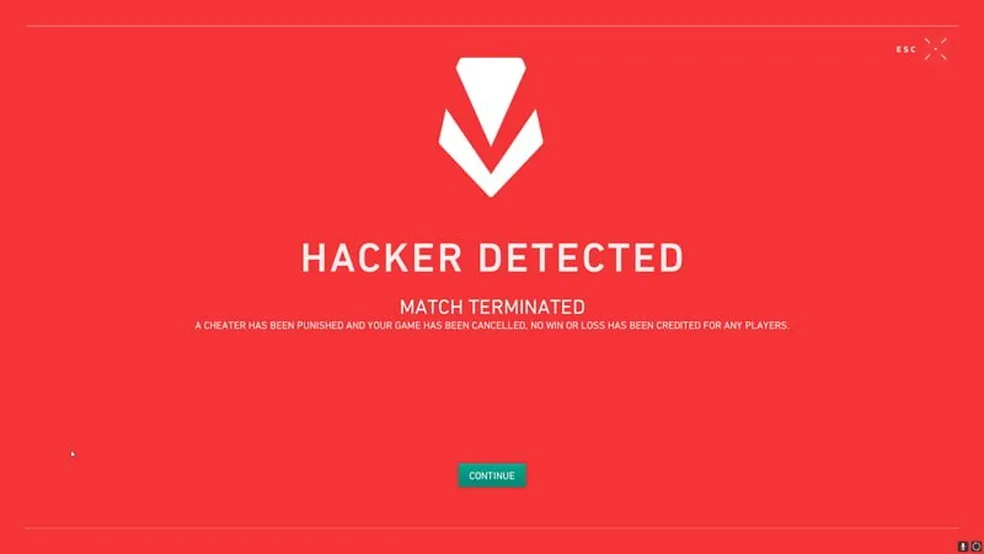 ESC
HACKER DETECTED
MATCH TERMINATED
A CHEATER HAS BEEN PUNISHED AND YOUR GAME HAS BEEN CANCELLED, NO WIN OR LOSS HAS BEEN CREDITED FOR ANY PLAYERS.
CONTINUE